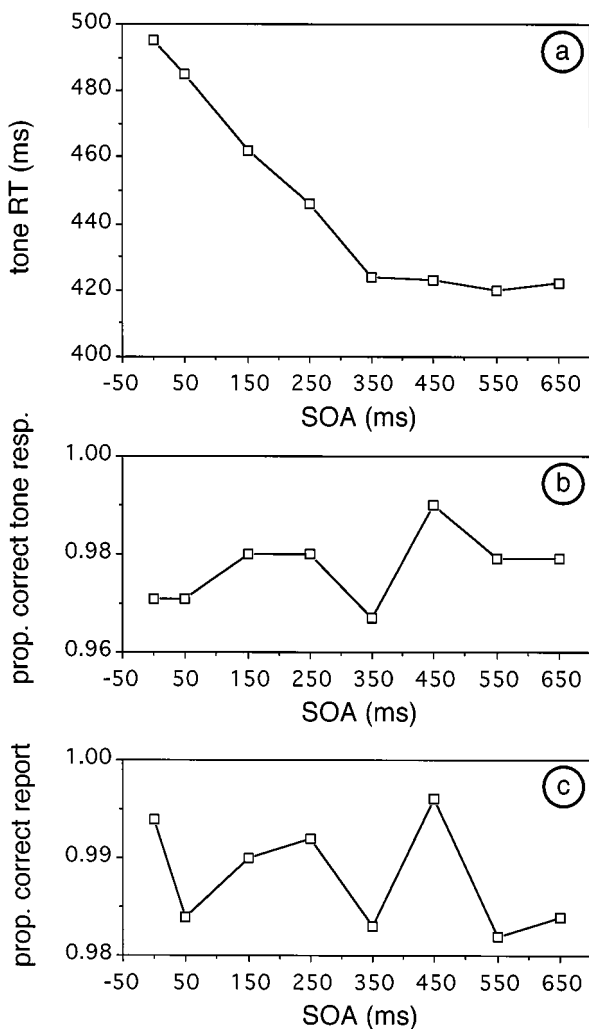 a
tone RT (ms)
500
480
460
440
420
400
-50 50 150 250 350 450 550 650
SOA (ms)
b
prop. correct tone resp.
1.00
0.98
0.96
-50 50 150 250 350 450 550 650
SOA (ms)
c
prop. correct report
1.00
0.99
0.98
-50 50 150 250 350 450 550 650
SOA (ms)